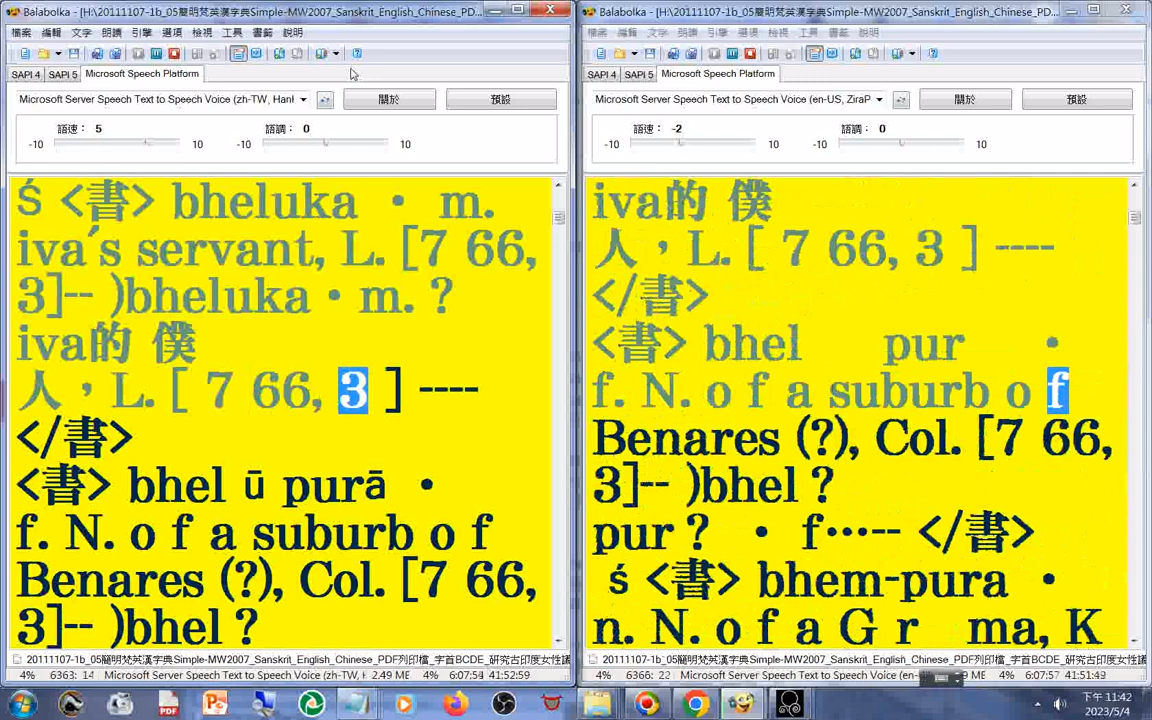 Balabolka - [H:\20111107-1b_05簡明梵英漢字典Simple-MW2007_Sanskrit_English_Chinese_PD...
檔案 編輯 文字 朗讀 引擎 選項 檢視 工具 書籤 說明
SAPI 4 SAPI 5 Microsoft Speech Platform
Microsoft Server Speech Text to Speech Voice (zh-TW, Hanl 關於 預設
語速： 5 語調： 0
-10 10 -10 10
Ś <書> bheluka • m.
iva´s servant, L. [7 66,
3]-- )bheluka • m. ?
iva的 僕
人，L. [ 7 66, 3 ] ----
</書>
<書> bhel ū purā •
f. N. o f a suburb o f
Benares (?), Col. [7 66,
3]-- )bhel ?
20111107-1b_05簡明梵英漢字典Simple-MW2007_Sanskrit_English_Chinese_PDF列印檔_字首BCDE_研究古印度女性議
4% 6363: 14 Microsoft Server Speech Text to Speech Voice (zh-TW, H 2.49 ME 4% 6:07:54 41:52:59
Balabolka - [H:\20111107-1b_05簡明梵英漢字典Simple-MW2007_Sanskrit_English_Chinese_PD...
檔案 編輯 文字 朗讀 引擎 選項 檢視 工具 書籤 說明
SAPI 4 SAPI 5 Microsoft Speech Platform
Microsoft Server Speech Text to Speech Voice (en-US, ZiraP 關於 預設
語速： -2 語調： 0
-10 10 -10 10
iva的 僕
人，L. [ 7 66, 3 ] ----
</書>
<書> bhel pur •
f. N. o f a suburb o f
Benares (?), Col. [7 66,
3]-- )bhel ?
pur ? • f…-- </書>
ś <書> bhem-pura •
n. N. o f a G r ma, K
20111107-1b_05簡明梵英漢字典Simple-MW2007_Sanskrit_English_Chinese_PDF列印檔_字首BCDE_研究古印度女性議
4% 6366: 22 Microsoft Server Speech Text to Speech Voice (en-u ME 4% 6:07:57 41:51:49
下午 11:42
2023/5/4